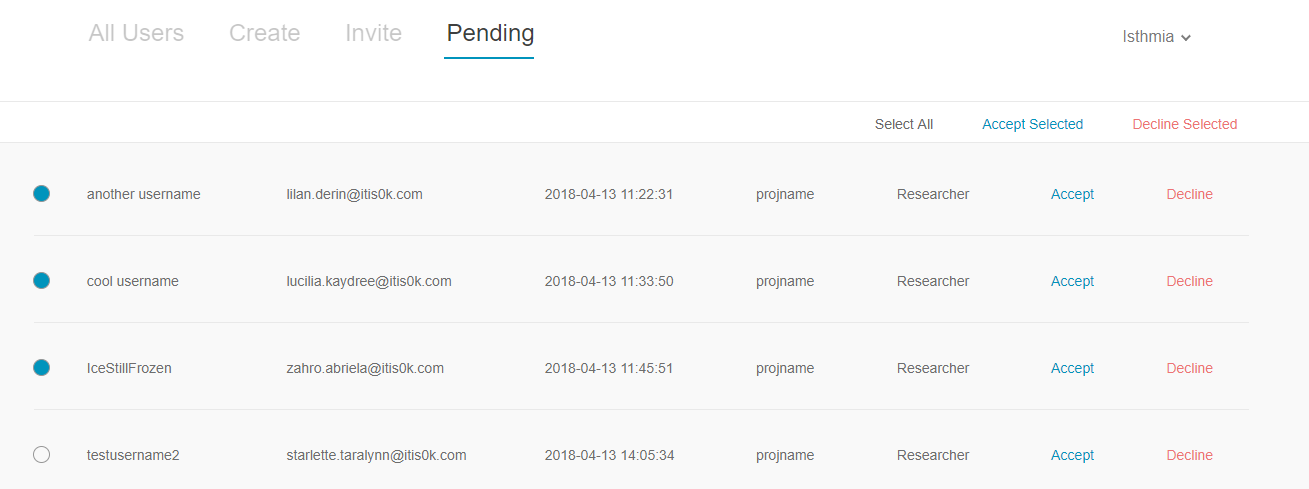 All Users Create Invite Pending Isthmia
Select All Accept Selected Decline Selected
another username lilan.derin@itis0k.com 2018-04-13 11:22:31 projname Researcher Accept Decline
cool username lucilia.kaydree@itis0k.com 2018-04-13 11:33:50 projname Researcher Accept Decline
IceStillFrozen zahro.abriela@itis0k.com 2018-04-13 11:45:51 projname Researcher Accept Decline
testusername2 starlette.taralynn@itis0k.com 2018-04-13 14:05:34 projname Researcher Accept Decline